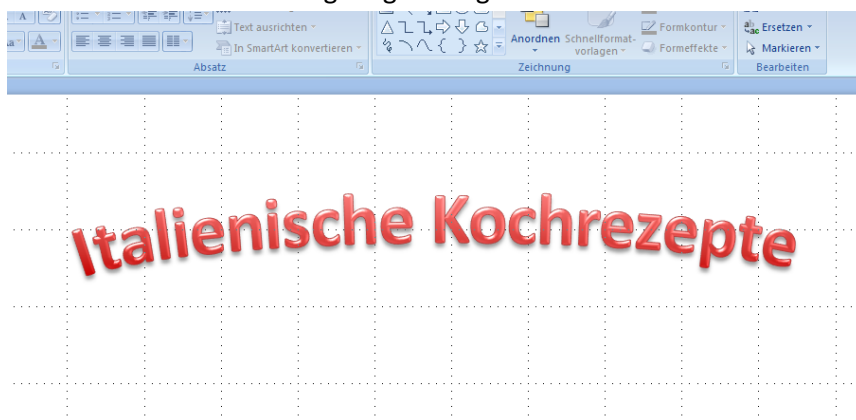 Text ausrichten
In SmartArt konvertieren
Absatz
Anordnen
Schnellformat-
vorlagen
Formkontur
Formeffekte
Zeichnung
Ersetzen
Markieren
Bearbeiten
Italienische Kochrezepte